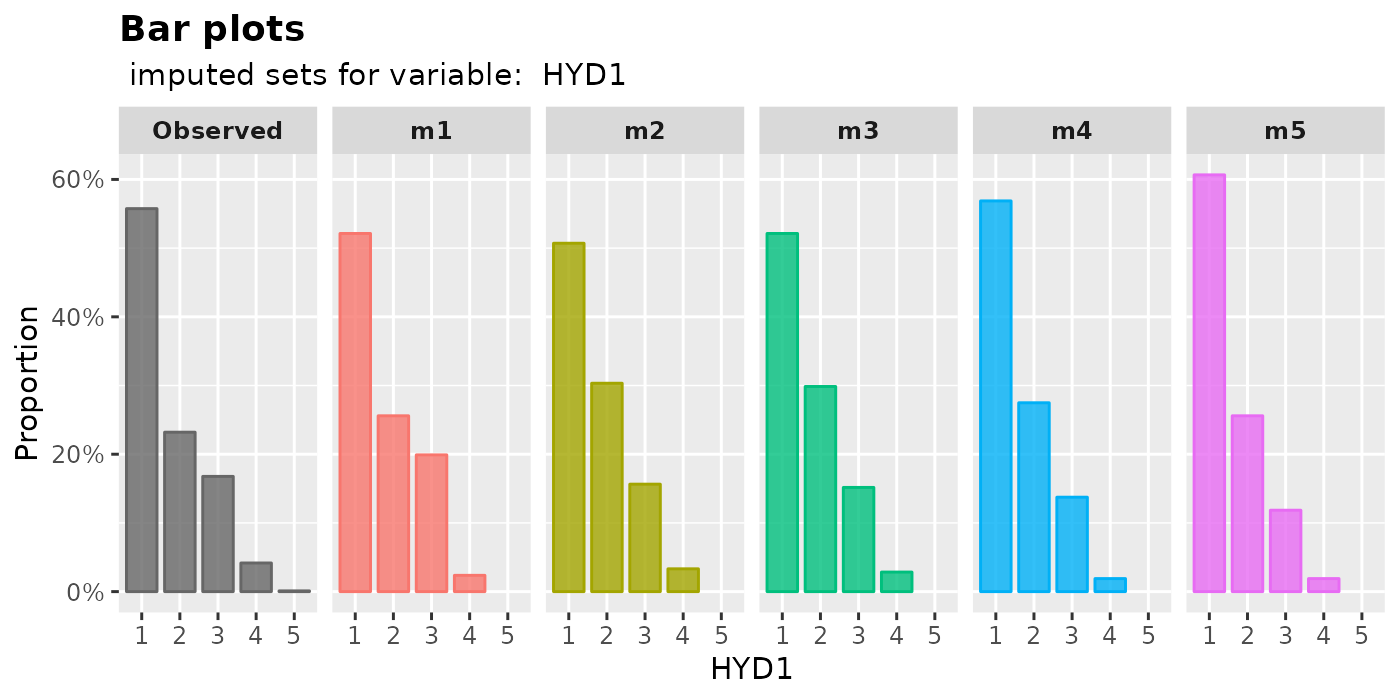 Bar plots
imputed sets for variable:  HYD1
Observed m1 m2 m3 m4 m5
60%
40%
20%
0%
Proportion
1 2 3 4 5 1 2 3 4 5 1 2 3 4 5 1 2 3 4 5 1 2 3 4 5 1 2 3 4 5
HYD1